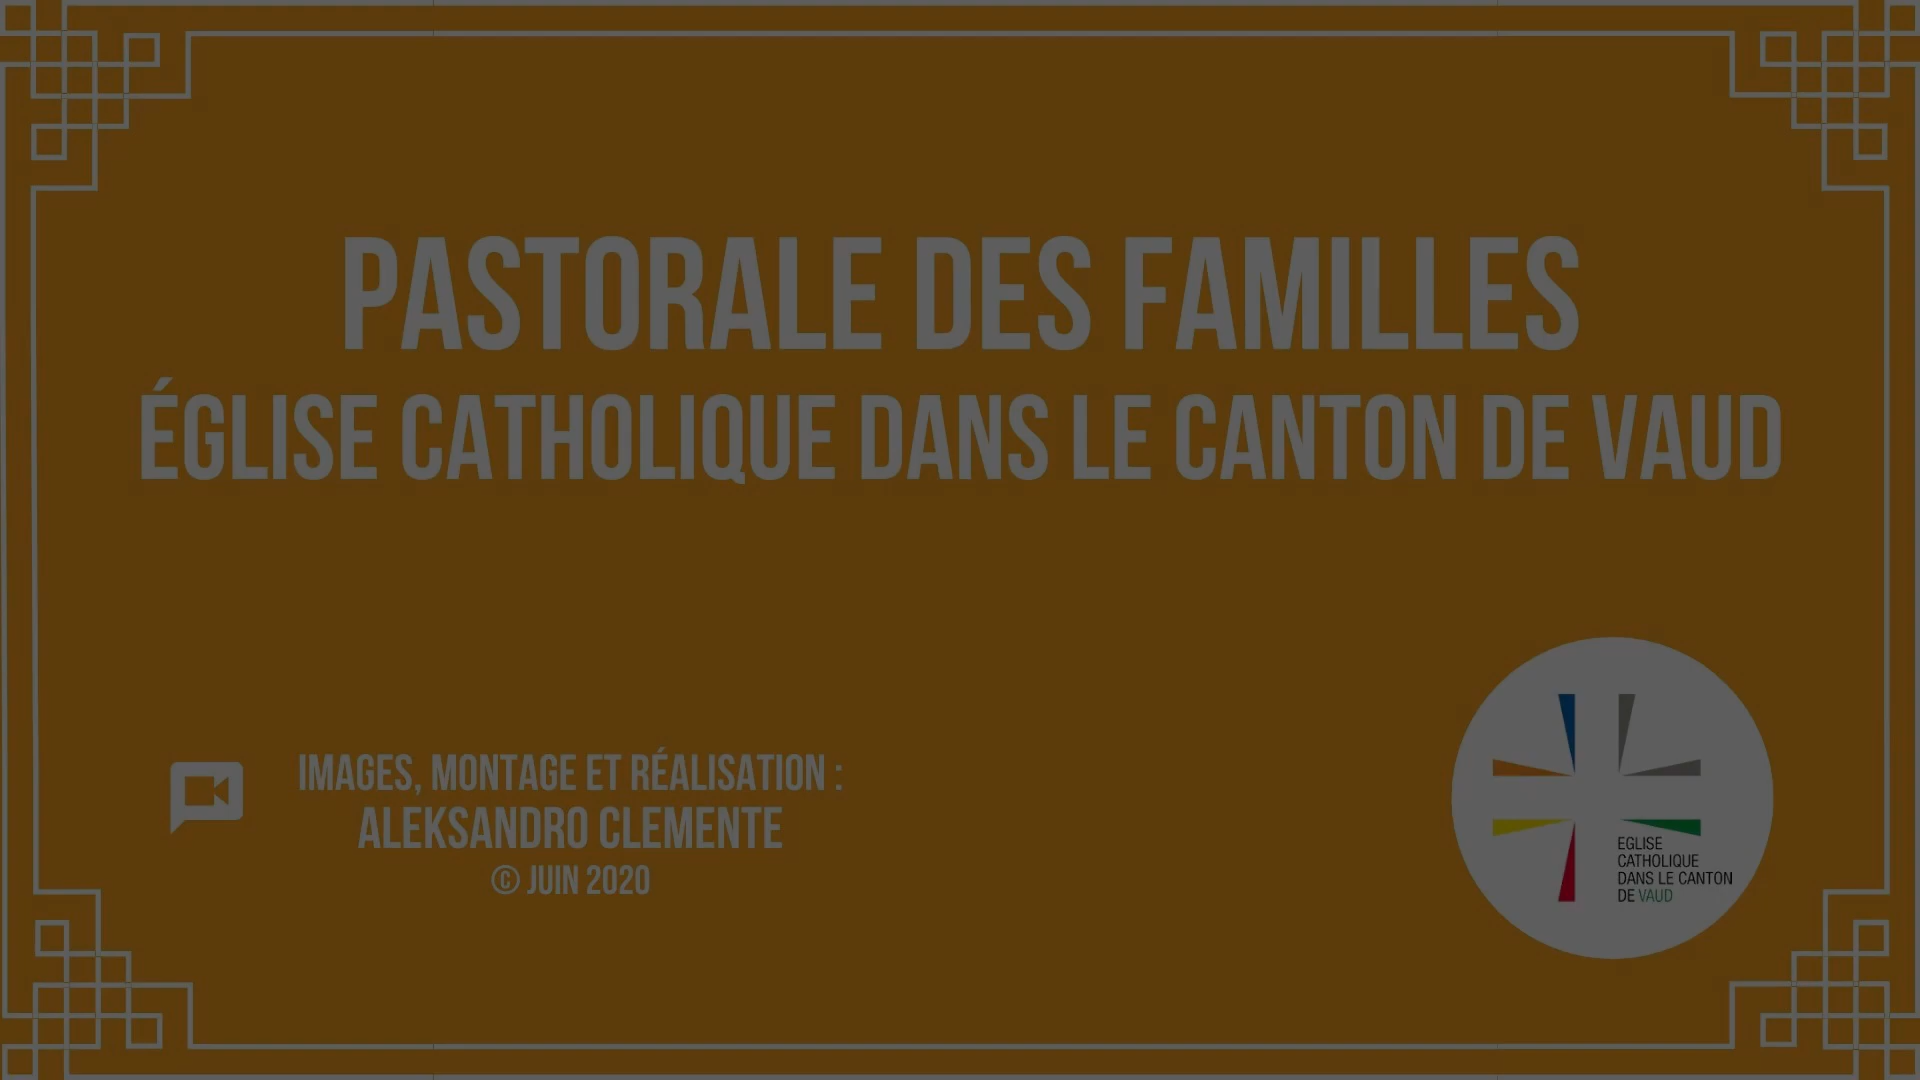 PASTORALE DES FAMILLES
ÉGLISE CATHOLIQUE DANS LE CANTON DE VAUD
IMAGES, MONTAGE ET RÉALISATION :
ALEKSANDRO CLEMENTE
© JUIN 2020
EGLISE
CATHOLIQUE
DANS LE CANTON
DE VAUD